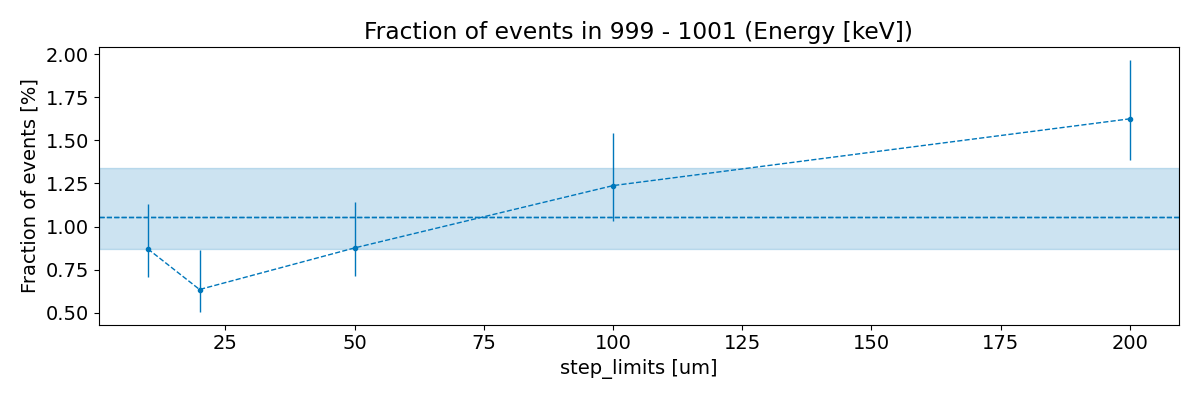 Fraction of events in 999 - 1001 (Energy [keV])
Fraction of events [%]
2.00
1.75
1.50
1.25
1.00
0.75
0.50
25 50 75 100 125 150 175 200
step_limits [um]